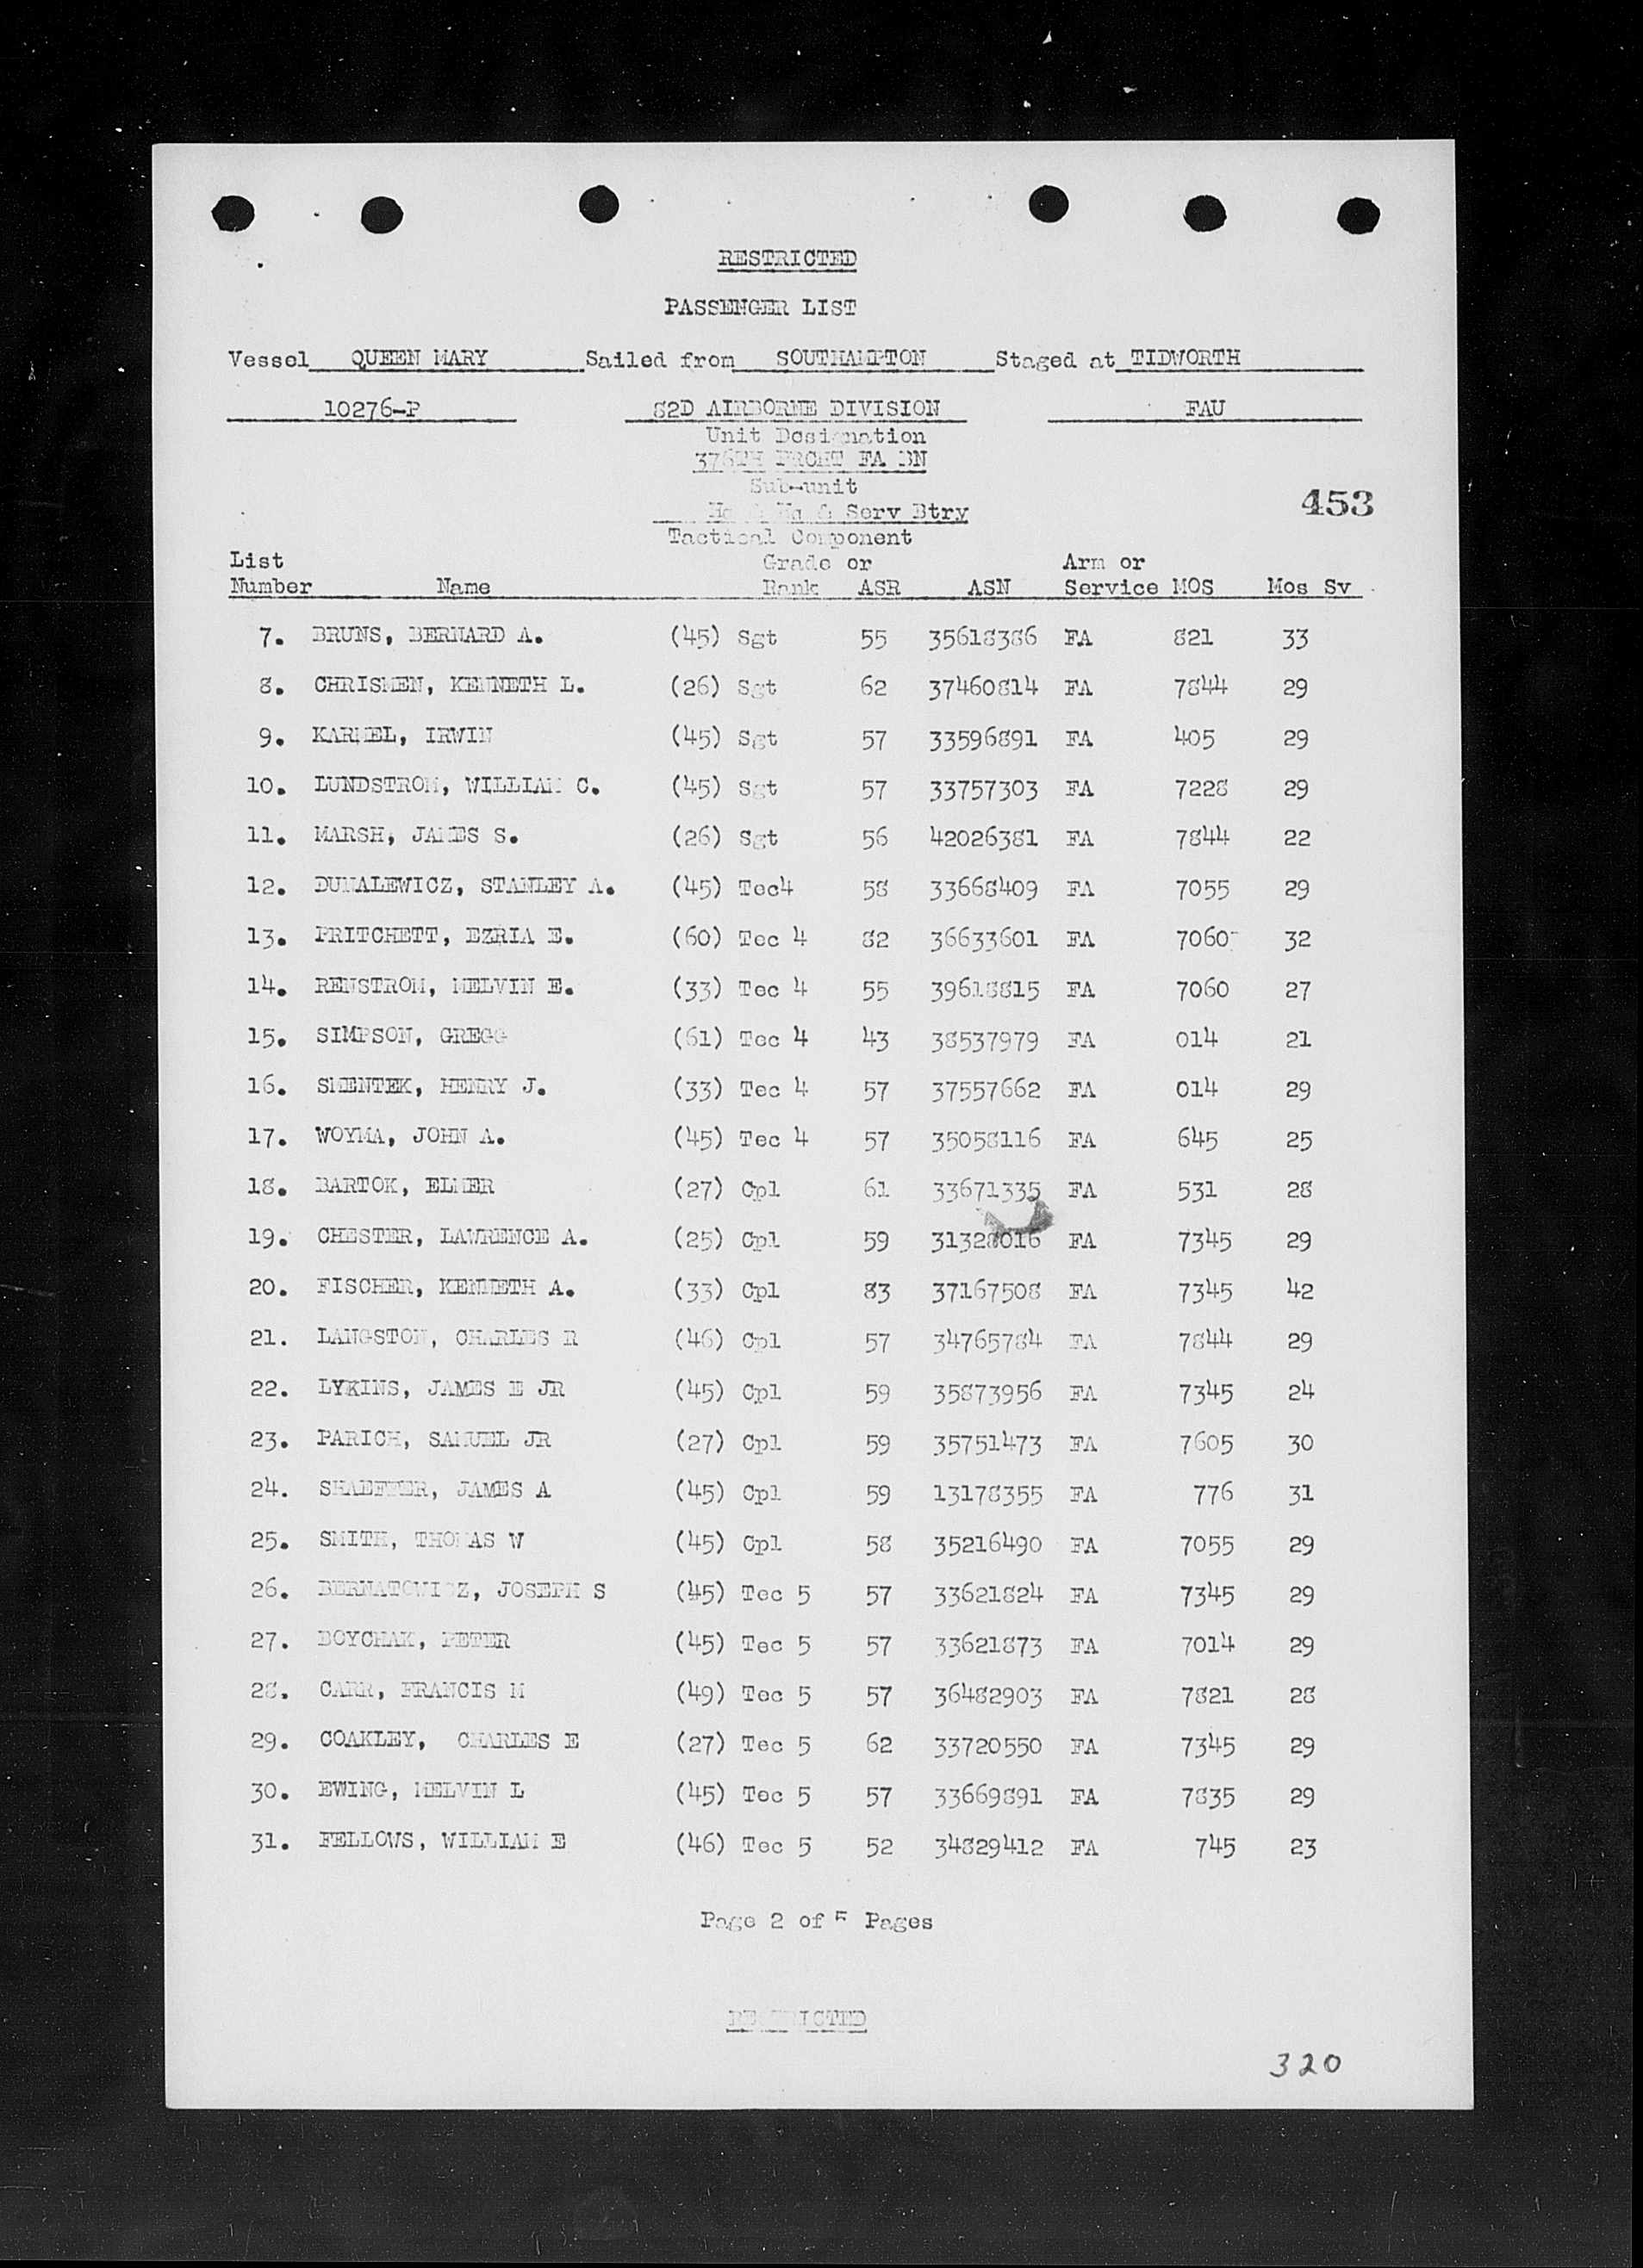 RESTRICTED
PASSENGER LIST
Vessel QUEEN MARY Sailed from SOUTHAMPTON Staged at TIDWORTH
10276-P 82D AIRBORNE DIVISION FAU
Unit Designation
376TH PRCHT FA BN
Sub-unit
453
Hq & Hq & Serv Btry
Tactical Component
List Grade or Arm or
Number Name Rank ASR ASN Service MOS Mos Sv
7. BRUNS, BERNARD A. (45) Sgt 55 35618386 FA 821 33
8. CHRISMEN, KENNETH L. (26) Sgt 62 37460814 FA 7844 29
9. KARMEL, IRWIN (45) Sgt 57 33596891 FA 405 29
10. LUNDSTROM, WILLIAM C. (45) Sgt 57 33757303 FA 7228 29
11. MARSH, JAMES S. (26) Sgt 56 42026381 FA 7844 22
12. DUMALEWICZ, STANLEY A. (45) Tec4 58 33668409 FA 7055 29
13. PRITCHETT, EZRIA E. (60) Tec 4 82 36633601 FA 7060 32
14. RENSTROM, MELVIN E. (33) Tec 4 55 39618815 FA 7060 27
15. SIMPSON, GREGG (61) Tec 4 43 38537979 FA 014 21
16. SMENTEK, HENRY J. (33) Tec 4 57 37557662 FA 014 29
17. WOYMA, JOHN A. (45) Tec 4 57 35058116 FA 645 25
18. BARTOK, ELMER (27) Cpl 61 33671335 FA 531 28
19. CHESTER, LAWRENCE A. (25) Cpl 59 31328016 FA 7345 29
20. FISCHER, KENNETH A. (33) Cpl 83 37167508 FA 7345 42
21. LANGSTON, CHARLES R (46) Cpl 57 34765784 FA 7844 29
22. LYKINS, JAMES E JR (45) Cpl 59 35873956 FA 7345 24
23. PARICH, SAMUEL JR (27) Cpl 59 35751473 FA 7605 30
24. SHAEFFER, JAMES A (45) Cpl 59 13178355 FA 776 31
25. SMITH, THOMAS W (45) Cpl 58 35216490 FA 7055 29
26. BERNATOWICZ, JOSEPH S (45) Tec 5 57 33621824 FA 7345 29
27. BOYCHAK, PETER (45) Tec 5 57 33621873 FA 7014 29
28. CARR, FRANCIS M (49) Tec 5 57 36482903 FA 7821 28
29. COAKLEY, CHARLES E (27) Tec 5 62 33720550 FA 7345 29
30. EWING, MELVIN L (45) Tec 5 57 33669891 FA 7835 29
31. FELLOWS, WILLIAM E (46) Tec 5 52 34829412 FA 745 23
Page 2 of 5 Pages
RESTRICTED
320